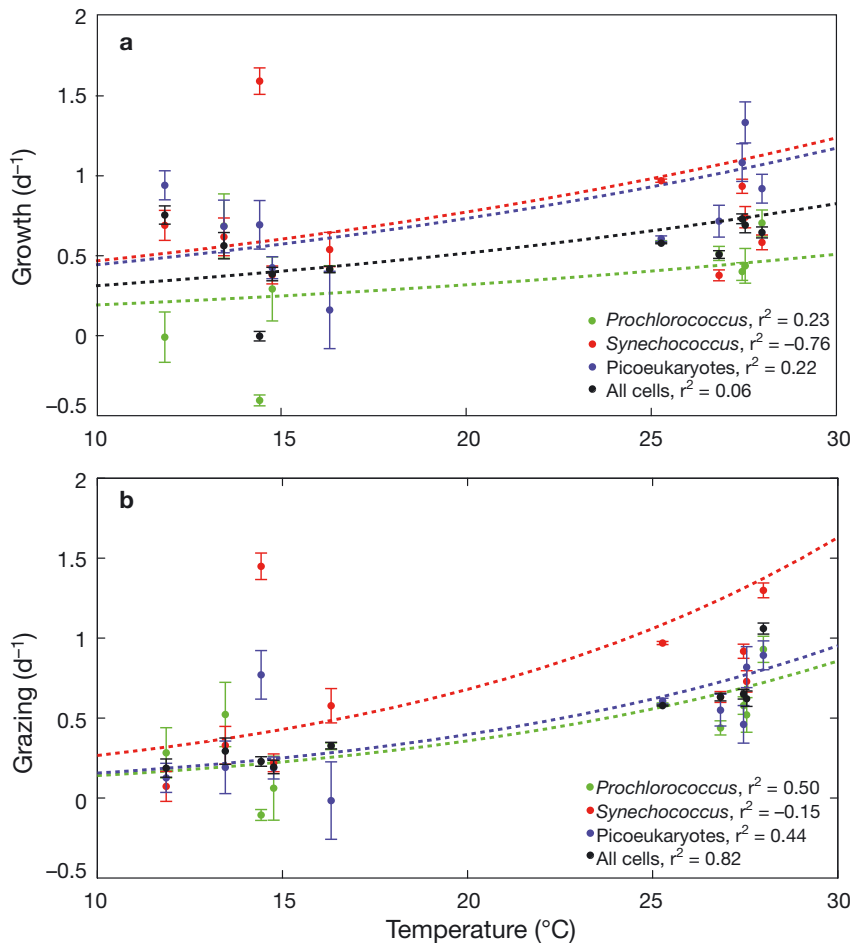 2
a
1.5
1
Growth (d⁻¹)
0.5
0
−0.5
Prochlorococcus, r² = 0.23
Synechococcus, r² = −0.76
Picoeukaryotes, r² = 0.22
All cells, r² = 0.06
10 15 20 25 30
2
b
1.5
1
Grazing (d⁻¹)
0.5
0
−0.5
Prochlorococcus, r² = 0.50
Synechococcus, r² = −0.15
Picoeukaryotes, r² = 0.44
All cells, r² = 0.82
10 15 20 25 30
Temperature (°C)